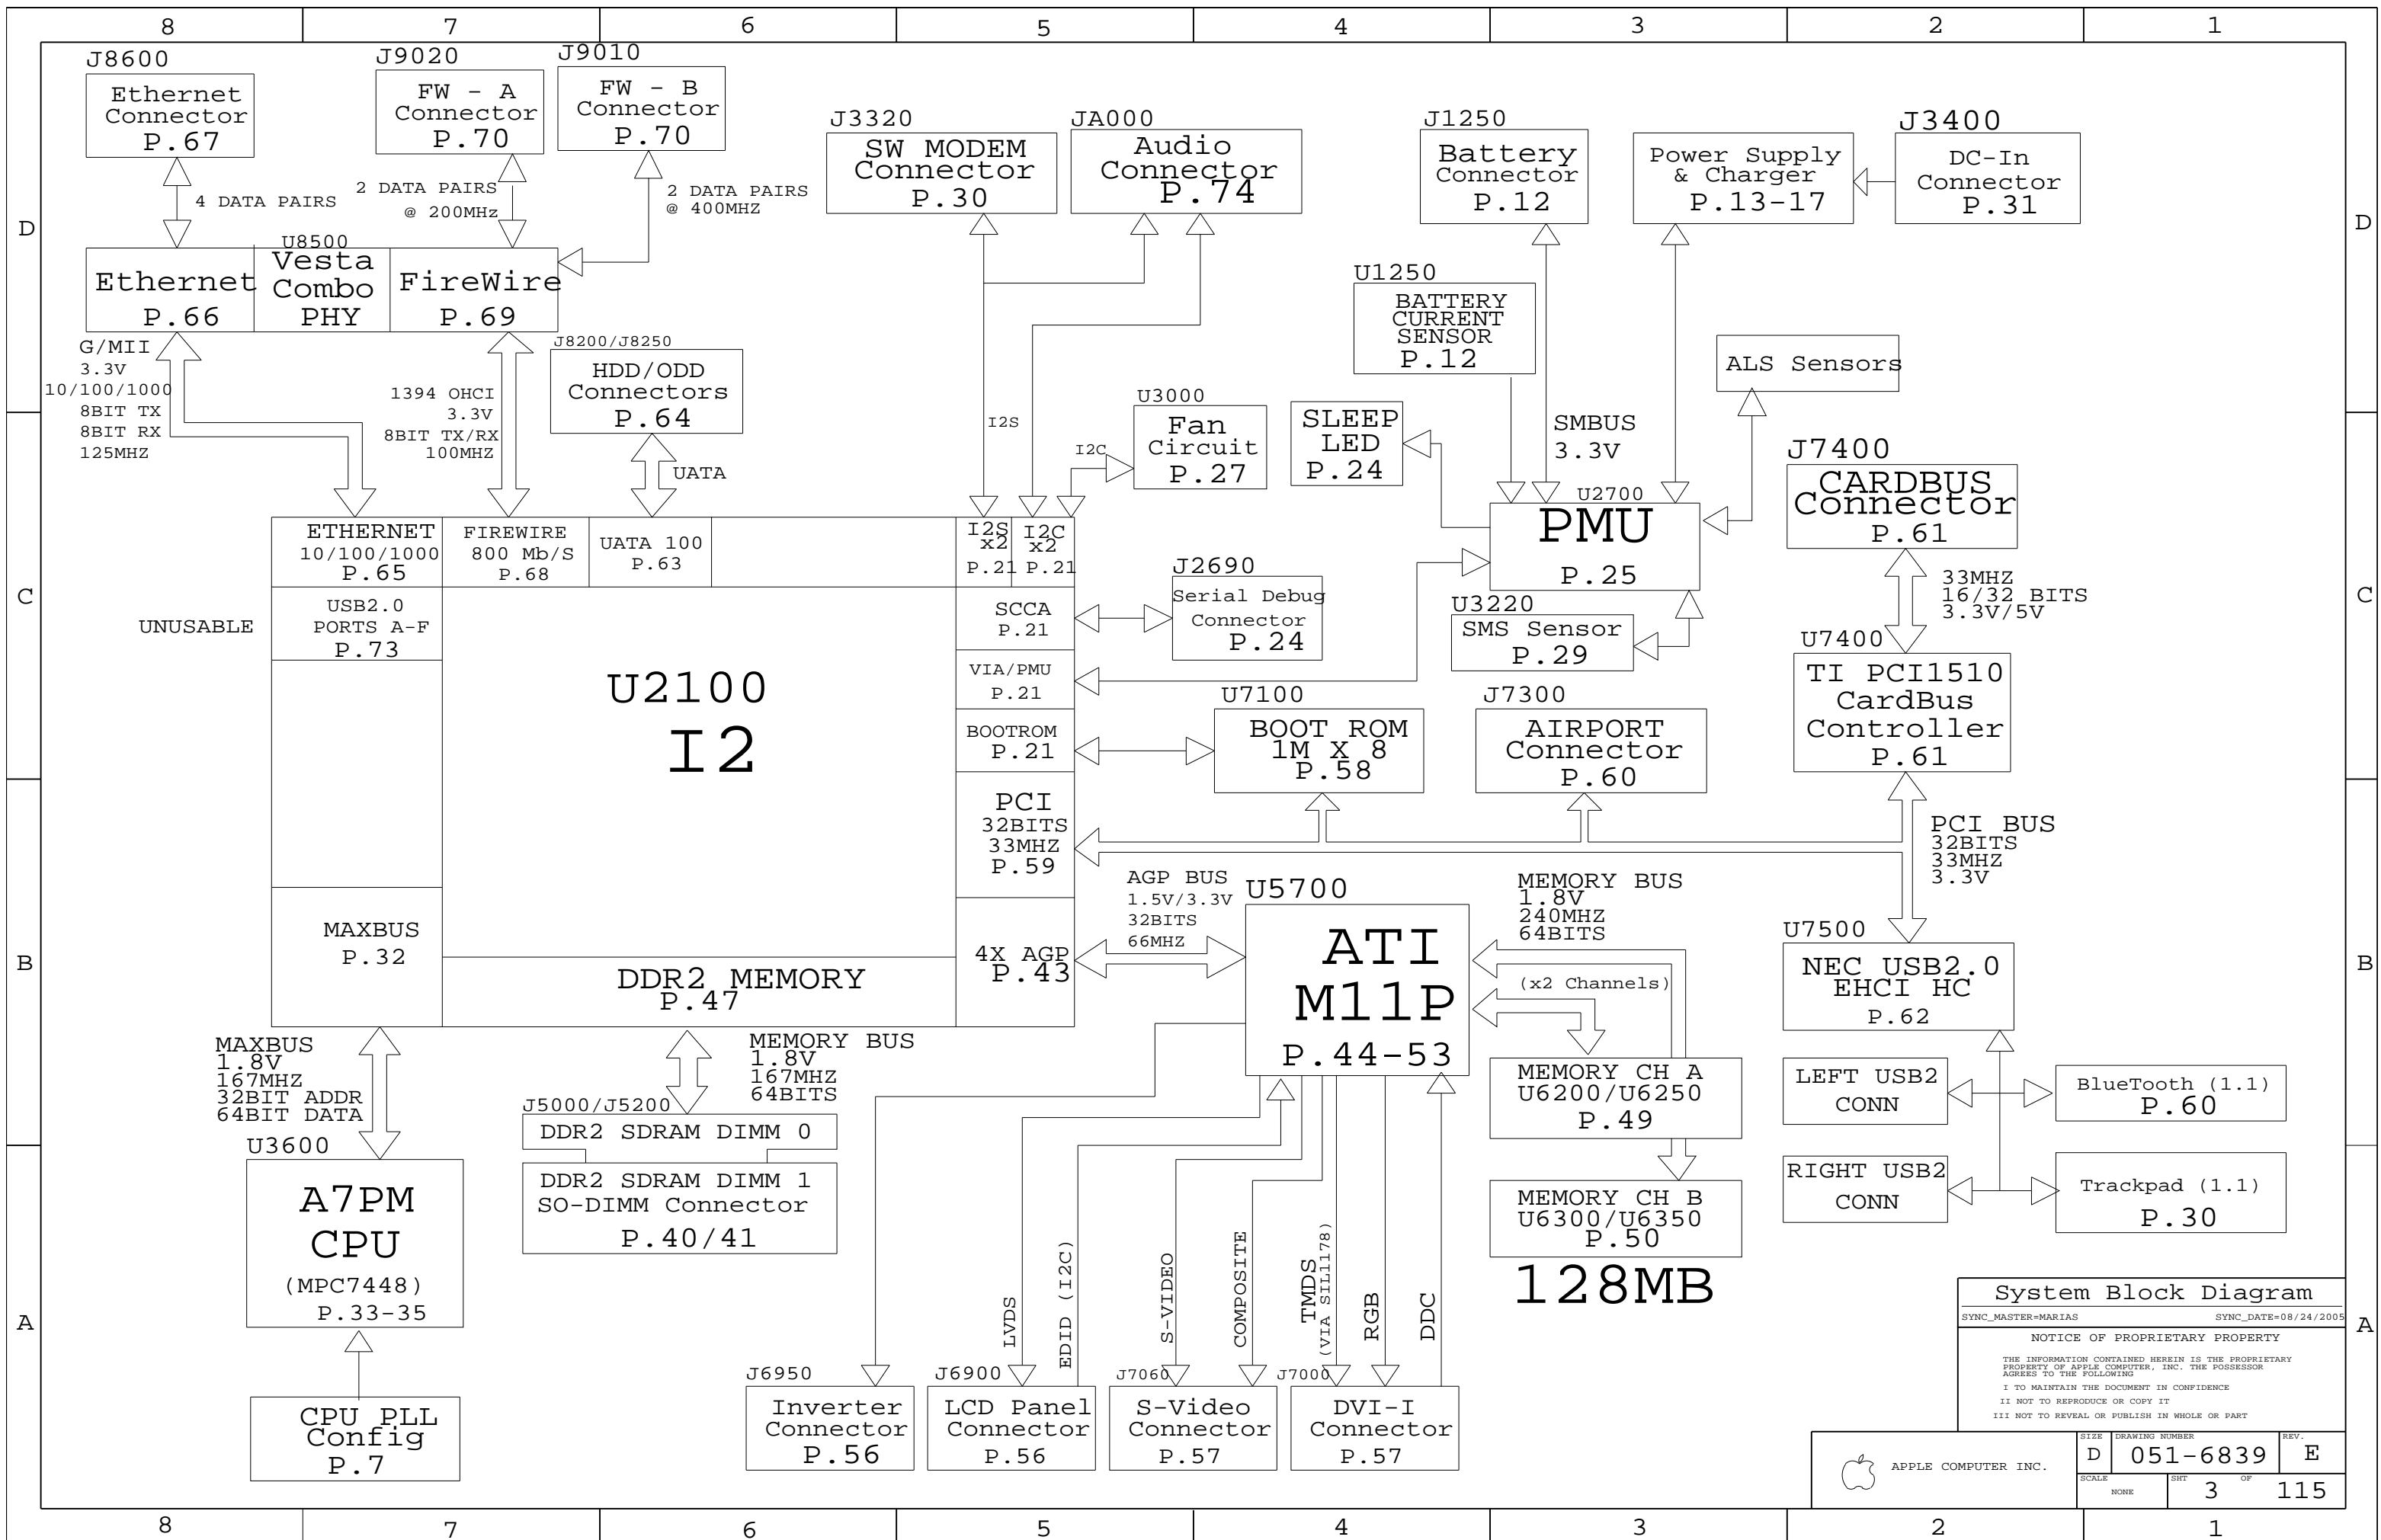 8 7 6 5 4 3 2 1
D
C
B
A
J8600
Ethernet
Connector
P.67
J9020
FW - A
Connector
P.70
J9010
FW - B
Connector
P.70
4 DATA PAIRS
2 DATA PAIRS
@ 200MHz
2 DATA PAIRS
@ 400MHZ
J3320
SW MODEM
Connector
P.30
JA000
Audio
Connector
P.74
J1250
Battery
Connector
P.12
Power Supply
& Charger
P.13-17
J3400
DC-In
Connector
P.31
Ethernet
P.66
U8500
Vesta
Combo
PHY
FireWire
P.69
U1250
BATTERY
CURRENT
SENSOR
P.12
ALS Sensors
G/MII
3.3V
10/100/1000
8BIT TX
8BIT RX
125MHZ
1394 OHCI
3.3V
8BIT TX/RX
100MHZ
J8200/J8250
HDD/ODD
Connectors
P.64
UATA
I2S
I2C
U3000
Fan
Circuit
P.27
SLEEP
LED
P.24
SMBUS
3.3V
U2700
PMU
P.25
J7400
CARDBUS
Connector
P.61
33MHZ
16/32 BITS
3.3V/5V
ETHERNET
10/100/1000
P.65
FIREWIRE
800 Mb/S
P.68
UATA 100
P.63
I2S
x2
P.21
I2C
x2
P.21
UNUSABLE
USB2.0
PORTS A-F
P.73
U2100
I2
SCCA
P.21
J2690
Serial Debug
Connector
P.24
U3220
SMS Sensor
P.29
VIA/PMU
P.21
BOOTROM
P.21
U7100
BOOT ROM
1M X 8
P.58
J7300
AIRPORT
Connector
P.60
U7400
TI PCI1510
CardBus
Controller
P.61
PCI
32BITS
33MHZ
P.59
PCI BUS
32BITS
33MHZ
3.3V
MAXBUS
P.32
DDR2 MEMORY
P.47
4X AGP
P.43
AGP BUS
1.5V/3.3V
32BITS
66MHZ
U5700
ATI
M11P
P.44-53
MEMORY BUS
1.8V
240MHZ
64BITS
(x2 Channels)
U7500
NEC USB2.0
EHCI HC
P.62
MAXBUS
1.8V
167MHZ
32BIT ADDR
64BIT DATA
MEMORY BUS
1.8V
167MHZ
64BITS
MEMORY CH A
U6200/U6250
P.49
LEFT USB2
CONN
BlueTooth (1.1)
P.60
U3600
A7PM
CPU
(MPC7448)
P.33-35
J5000/J5200
DDR2 SDRAM DIMM 0
DDR2 SDRAM DIMM 1
SO-DIMM Connector
P.40/41
MEMORY CH B
U6300/U6350
P.50
128MB
RIGHT USB2
CONN
Trackpad (1.1)
P.30
LVDS
EDID (I2C)
S-VIDEO
COMPOSITE
TMDS
(VIA SIL1178)
RGB
DDC
CPU PLL
Config
P.7
J6950
Inverter
Connector
P.56
J6900
LCD Panel
Connector
P.56
J7060
S-Video
Connector
P.57
J7000
DVI-I
Connector
P.57
System Block Diagram
SYNC_MASTER=MARIAS SYNC_DATE=08/24/2005
NOTICE OF PROPRIETARY PROPERTY
THE INFORMATION CONTAINED HEREIN IS THE PROPRIETARY
PROPERTY OF APPLE COMPUTER, INC. THE POSSESSOR
AGREES TO THE FOLLOWING
I TO MAINTAIN THE DOCUMENT IN CONFIDENCE
II NOT TO REPRODUCE OR COPY IT
III NOT TO REVEAL OR PUBLISH IN WHOLE OR PART
APPLE COMPUTER INC.
SIZE
D
DRAWING NUMBER
051-6839
REV.
E
SCALE
NONE
SHT
3
OF
115
D
C
B
A
8 7 6 5 4 3 2 1